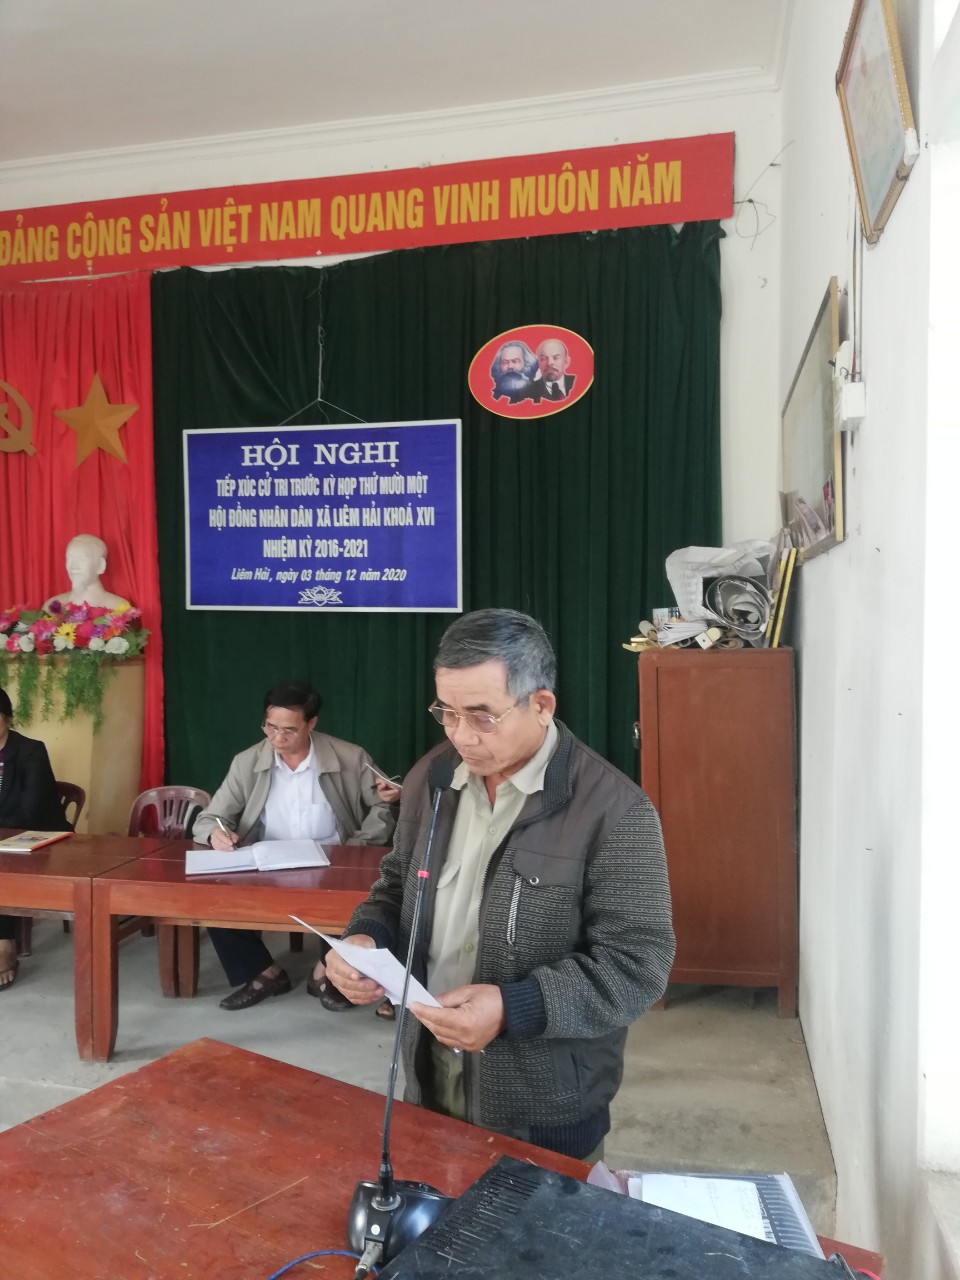 ĐẢNG CỘNG SẢN VIỆT NAM QUANG VINH MUÔN NĂM
HỘI NGHỊ
TIẾP XÚC CỬ TRI TRƯỚC KỲ HỌP THỨ MƯỜI MỘT
HỘI ĐỒNG NHÂN DÂN XÃ LIÊM HẢI KHOÁ XVI
NHIỆM KỲ 2016-2021
Liêm Hải, ngày 03 tháng 12 năm 2020